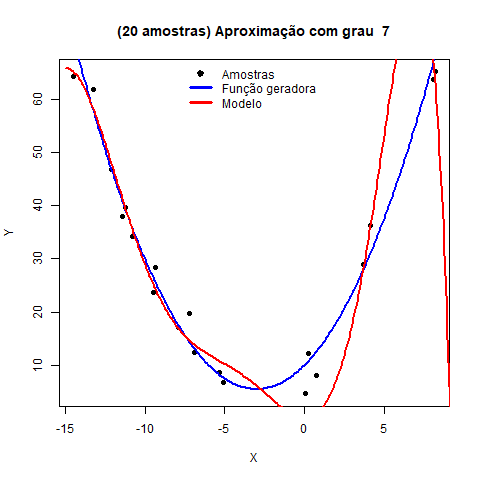 (20 amostras) Aproximação com grau  7
Amostras
Função geradora
Modelo
Y
60
50
40
30
20
10
-15 -10 -5 0 5
X